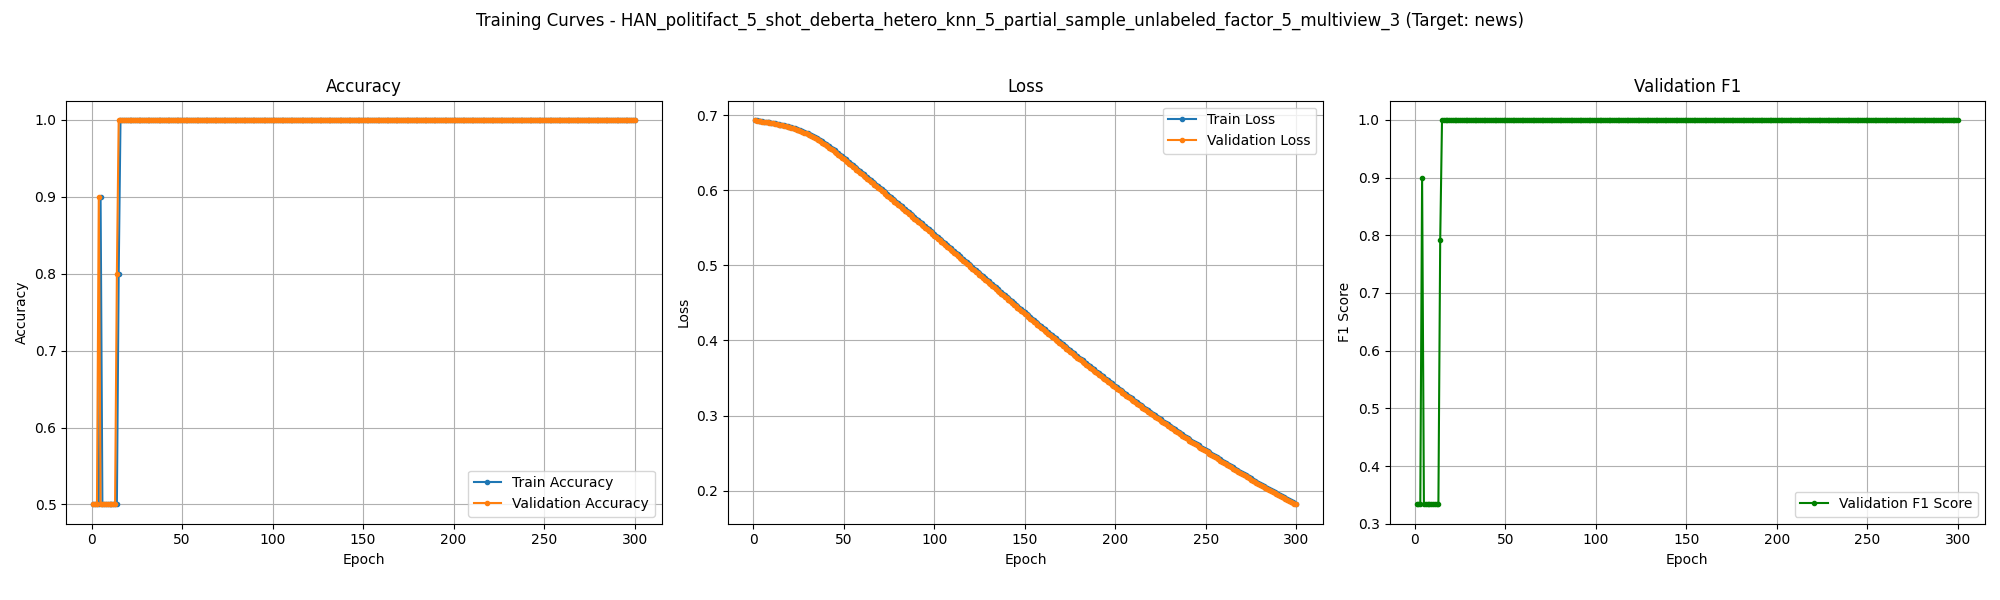 Training Curves - HAN_politifact_5_shot_deberta_hetero_knn_5_partial_sample_unlabeled_factor_5_multiview_3 (Target: news)
Accuracy
1.0
0.9
0.8
0.7
0.6
0.5
Accuracy
0 50 100 150 200 250 300
Epoch
Train Accuracy
Validation Accuracy
Loss
0.7
0.6
0.5
0.4
0.3
0.2
Loss
0 50 100 150 200 250 300
Epoch
Train Loss
Validation Loss
Validation F1
1.0
0.9
0.8
0.7
0.6
0.5
0.4
0.3
F1 Score
0 50 100 150 200 250 300
Epoch
Validation F1 Score